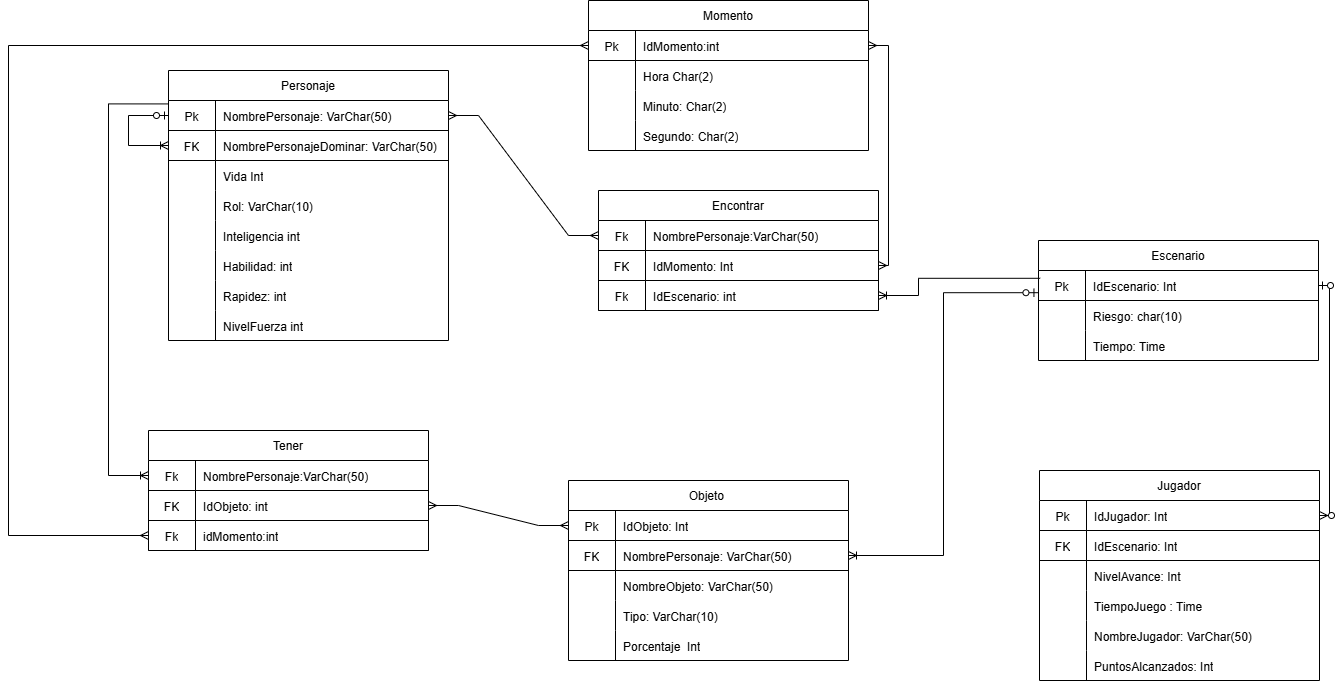 Momento
Pk IdMomento:int
Hora Char(2)
Minuto: Char(2)
Segundo: Char(2)
Personaje
Pk NombrePersonaje: VarChar(50)
FK NombrePersonajeDominar: VarChar(50)
Vida Int
Rol: VarChar(10)
Inteligencia int
Habilidad: int
Rapidez: int
NivelFuerza int
Encontrar
Fk NombrePersonaje:VarChar(50)
FK IdMomento: Int
Fk IdEscenario: int
Escenario
Pk IdEscenario: Int
Riesgo: char(10)
Tiempo: Time
Tener
Fk NombrePersonaje:VarChar(50)
FK IdObjeto: int
Fk idMomento:int
Objeto
Pk IdObjeto: Int
FK NombrePersonaje: VarChar(50)
NombreObjeto: VarChar(50)
Tipo: VarChar(10)
Porcentaje  Int
Jugador
Pk IdJugador: Int
FK IdEscenario: Int
NivelAvance: Int
TiempoJuego : Time
NombreJugador: VarChar(50)
PuntosAlcanzados: Int